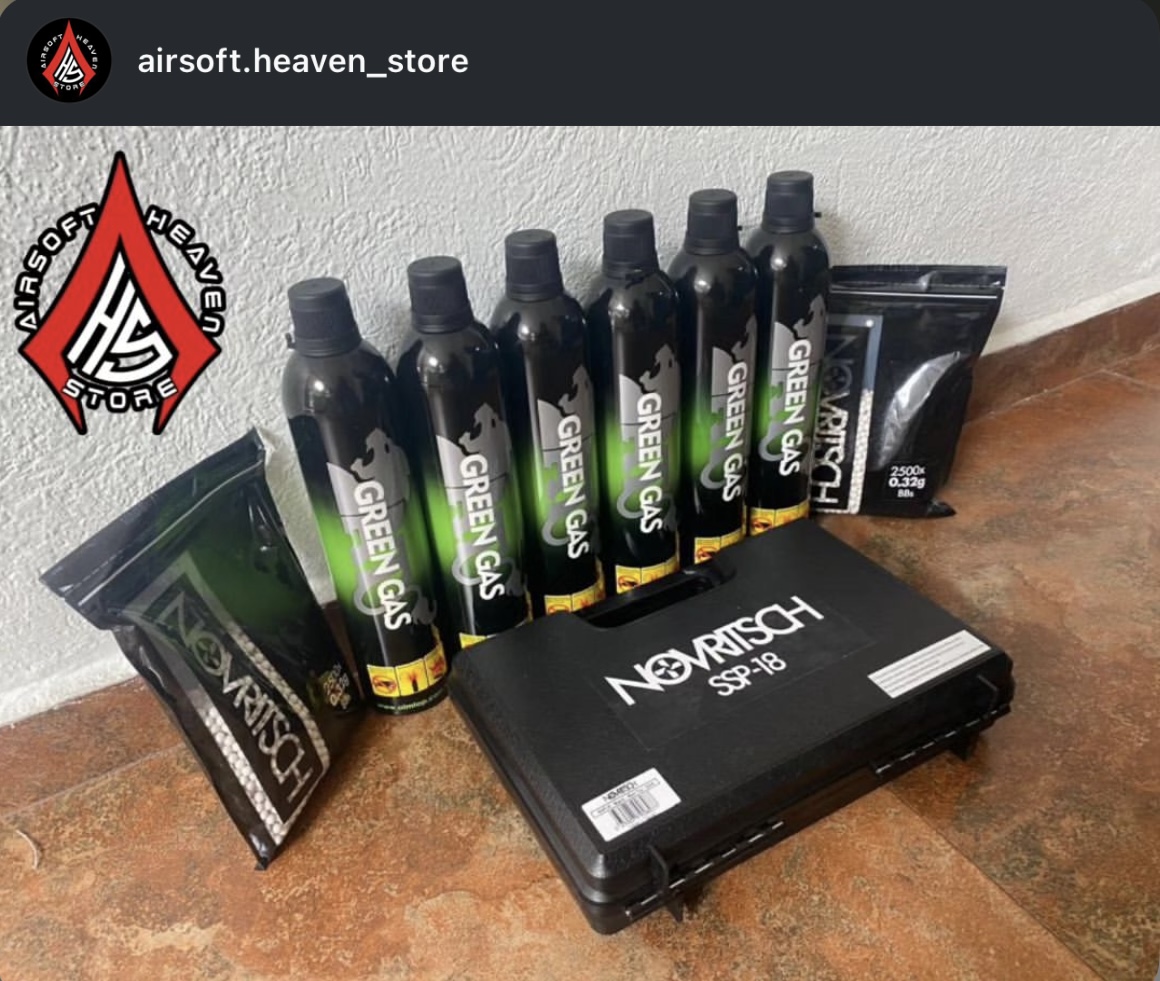 airsoft.heaven_store
AIRSOFT HEAVEN
HS
STORE
GREEN GAS
GREEN GAS
GREEN GAS
GREEN GAS
GREEN GAS
GREEN GAS
NOVRITSCH
2500x
0.32g
BBs
NOVRITSCH
NOVRITSCH
SSP-18
NOVRITSCH